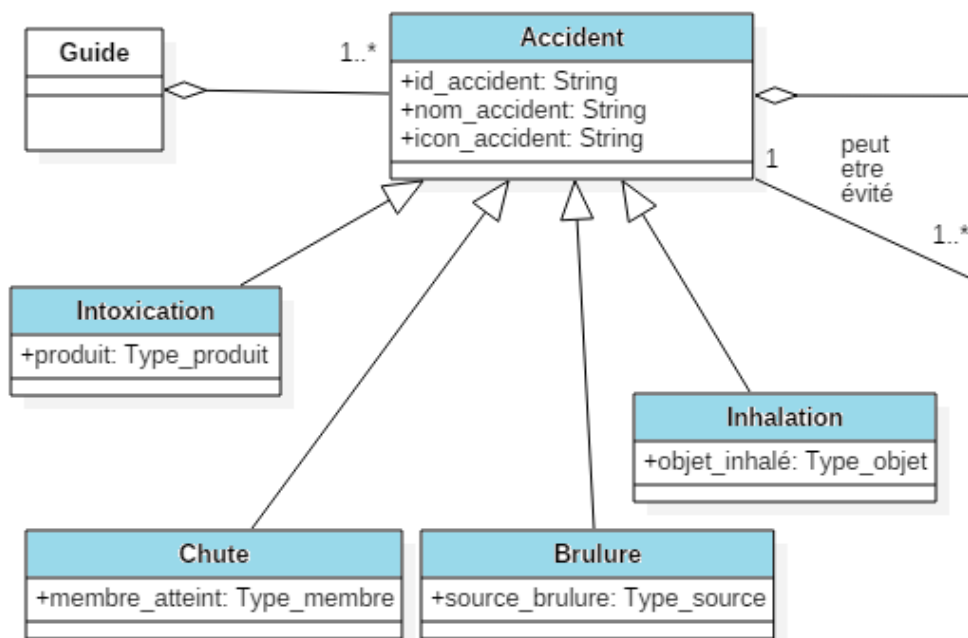 Guide
1..*
Accident
+id_accident: String
+nom_accident: String
+icon_accident: String
1
peut
etre
évité
1..*
Intoxication
+produit: Type_produit
Inhalation
+objet_inhalé: Type_objet
Chute
+membre_atteint: Type_membre
Brulure
+source_brulure: Type_source